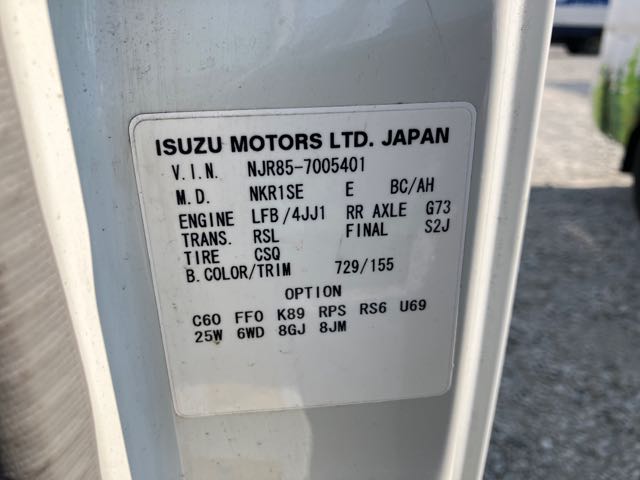 ISUZU MOTORS LTD. JAPAN
V.I.N. NJR85-7005401
M.D. NKR1SE E BC/AH
ENGINE LFB/4JJ1 RR AXLE G73
TRANS. RSL FINAL S2J
TIRE CSQ
B.COLOR/TRIM 729/155
OPTION
C60 FF0 K89 RPS RS6 U69
25W 6WD 8GJ 8JM